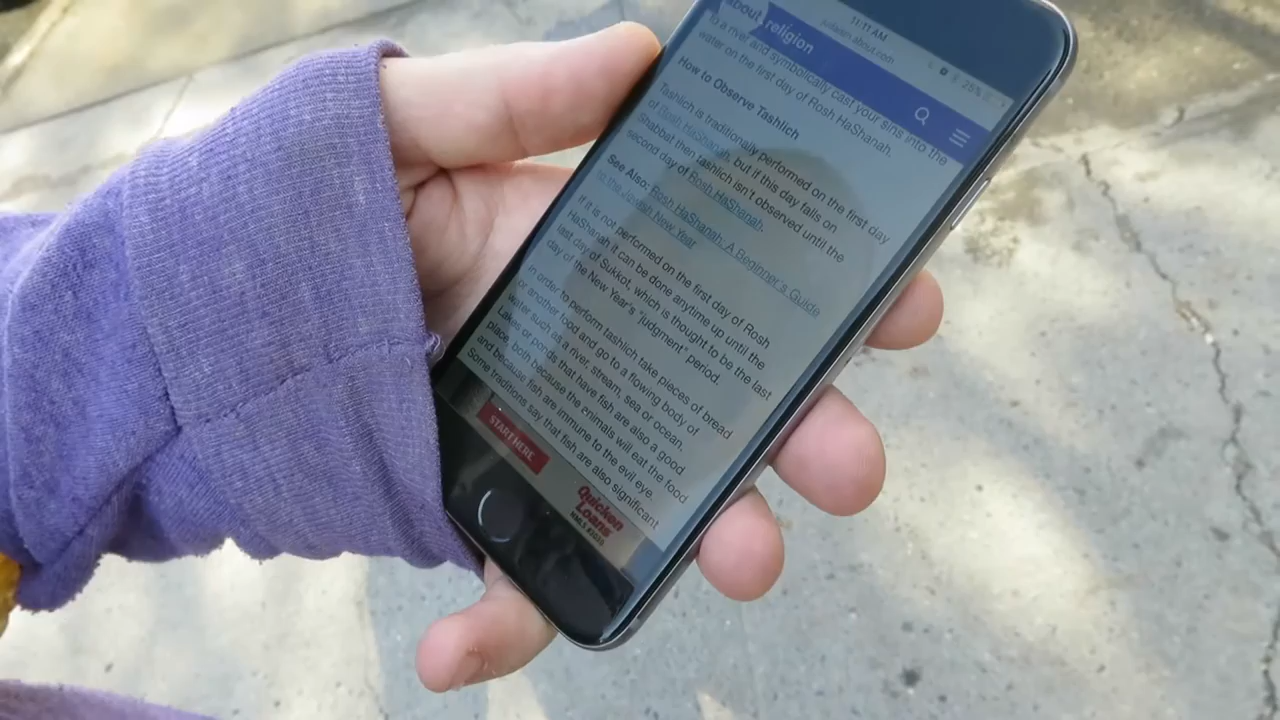 11:11 AM
judaism.about.com
25%
about religion
to a river and symbolically cast your sins into the
water on the first day of Rosh HaShanah.
How to Observe Tashlich
Tashlich is traditionally performed on the first day
of Rosh HaShanah, but if this day falls on
Shabbat then tashlich isn't observed until the
second day of Rosh HaShanah.
See Also: Rosh HaShanah: A Beginner's Guide
to the Jewish New Year
If it is not performed on the first day of Rosh
HaShanah it can be done anytime up until the
last day of Sukkot, which is thought to be the last
day of the New Year's "judgment" period.
In order to perform tashlich take pieces of bread
or another food and go to a flowing body of
water such as a river, stream, sea or ocean.
Lakes or ponds that have fish are also a good
place, both because the animals will eat the food
and because fish are immune to the evil eye.
Some traditions say that fish are also significant
START HERE
Quicken
Loans
NMLS #3030